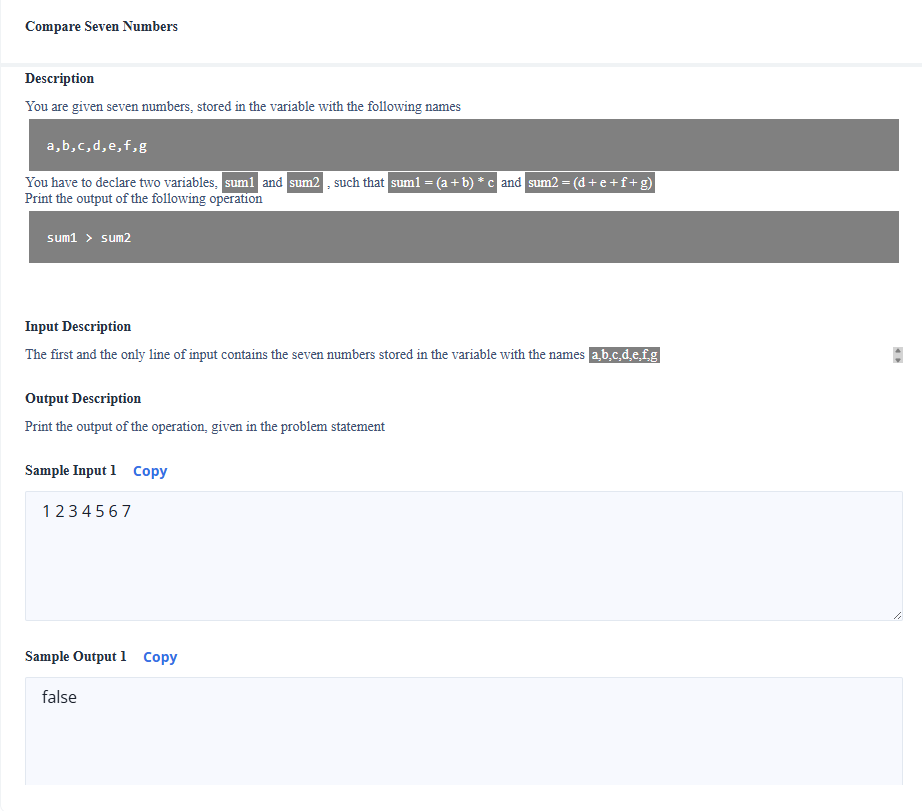 Compare Seven Numbers
Description
You are given seven numbers, stored in the variable with the following names
a,b,c,d,e,f,g
You have to declare two variables, sum1 and sum2 , such that sum1 = (a + b) * c and sum2 = (d + e + f + g)
Print the output of the following operation
sum1 > sum2
Input Description
The first and the only line of input contains the seven numbers stored in the variable with the names a,b,c,d,e,f,g
Output Description
Print the output of the operation, given in the problem statement
Sample Input 1 Copy
1 2 3 4 5 6 7
Sample Output 1 Copy
false